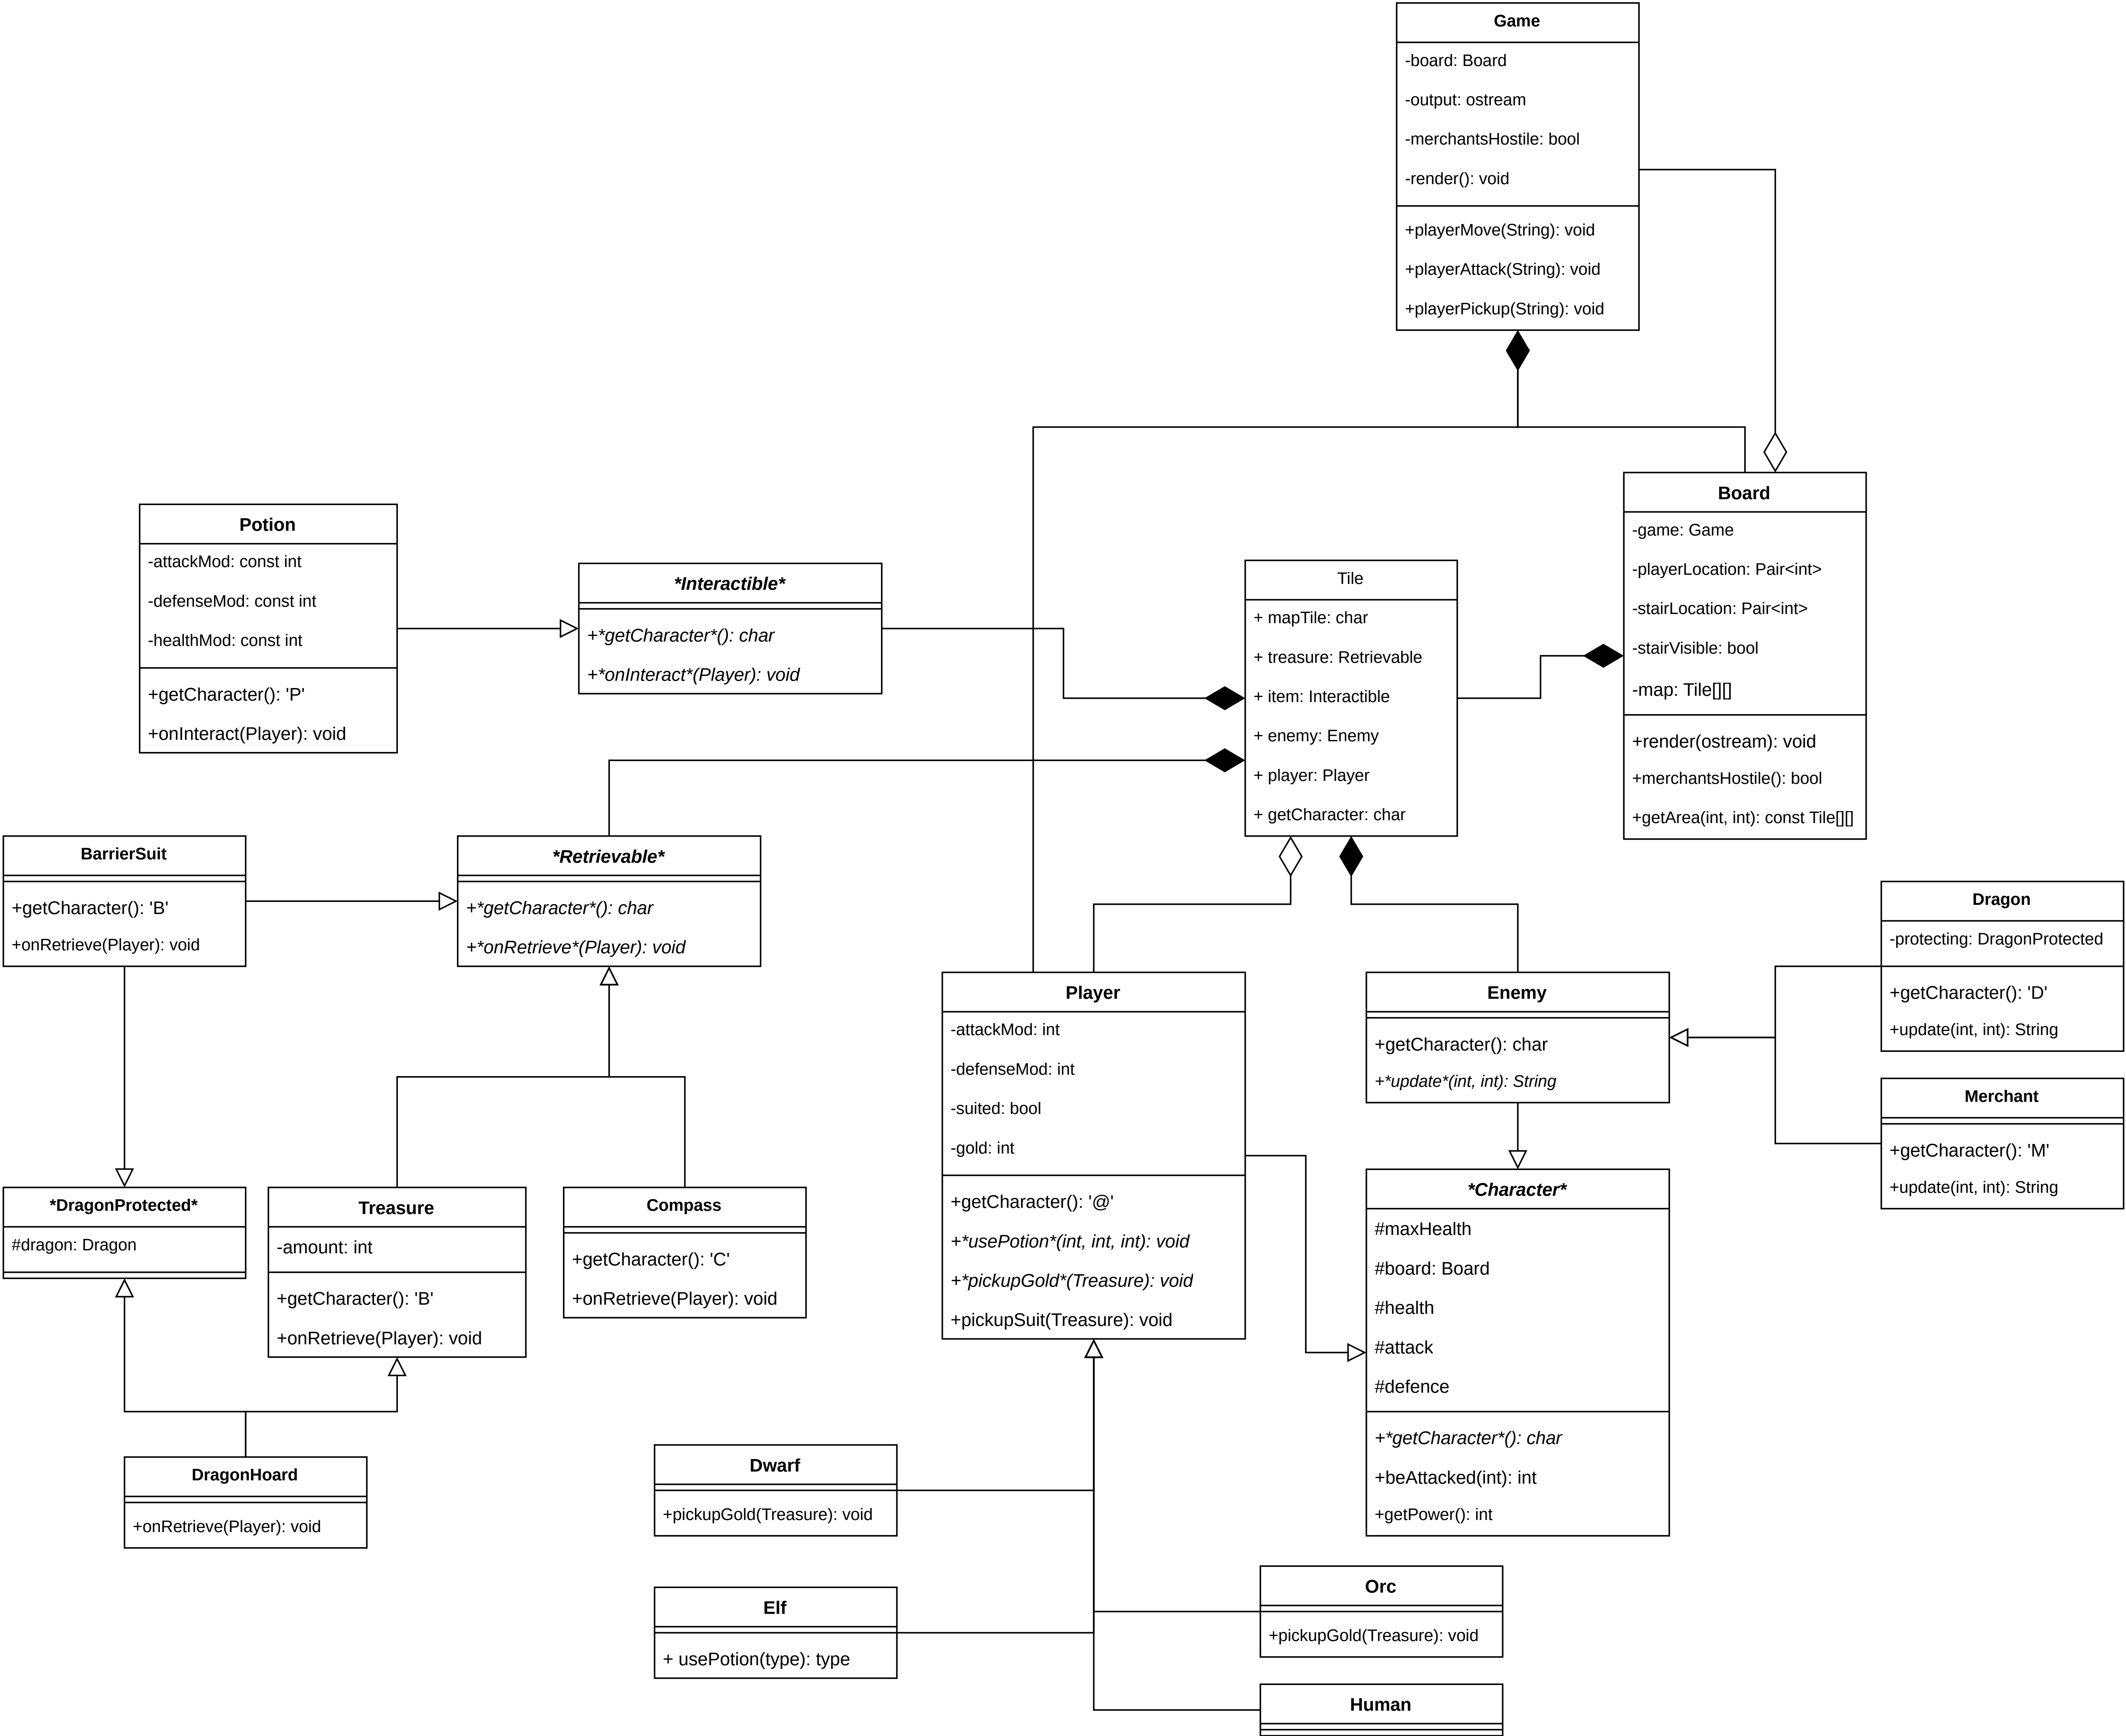 Game
-board: Board
-output: ostream
-merchantsHostile: bool
-render(): void
+playerMove(String): void
+playerAttack(String): void
+playerPickup(String): void
Board
-game: Game
-playerLocation: Pair<int>
-stairLocation: Pair<int>
-stairVisible: bool
-map: Tile[][]
+render(ostream): void
+merchantsHostile(): bool
+getArea(int, int): const Tile[][]
Potion
-attackMod: const int
-defenseMod: const int
-healthMod: const int
+getCharacter(): 'P'
+onInteract(Player): void
*Interactible*
+*getCharacter*(): char
+*onInteract*(Player): void
Tile
+ mapTile: char
+ treasure: Retrievable
+ item: Interactible
+ enemy: Enemy
+ player: Player
+ getCharacter: char
BarrierSuit
+getCharacter(): 'B'
+onRetrieve(Player): void
*Retrievable*
+*getCharacter*(): char
+*onRetrieve*(Player): void
Dragon
-protecting: DragonProtected
+getCharacter(): 'D'
+update(int, int): String
Player
-attackMod: int
-defenseMod: int
-suited: bool
-gold: int
+getCharacter(): '@'
+*usePotion*(int, int, int): void
+*pickupGold*(Treasure): void
+pickupSuit(Treasure): void
Enemy
+getCharacter(): char
+*update*(int, int): String
Merchant
+getCharacter(): 'M'
+update(int, int): String
*DragonProtected*
#dragon: Dragon
Treasure
-amount: int
+getCharacter(): 'B'
+onRetrieve(Player): void
Compass
+getCharacter(): 'C'
+onRetrieve(Player): void
*Character*
#maxHealth
#board: Board
#health
#attack
#defence
+*getCharacter*(): char
+beAttacked(int): int
+getPower(): int
DragonHoard
+onRetrieve(Player): void
Dwarf
+pickupGold(Treasure): void
Elf
+ usePotion(type): type
Orc
+pickupGold(Treasure): void
Human